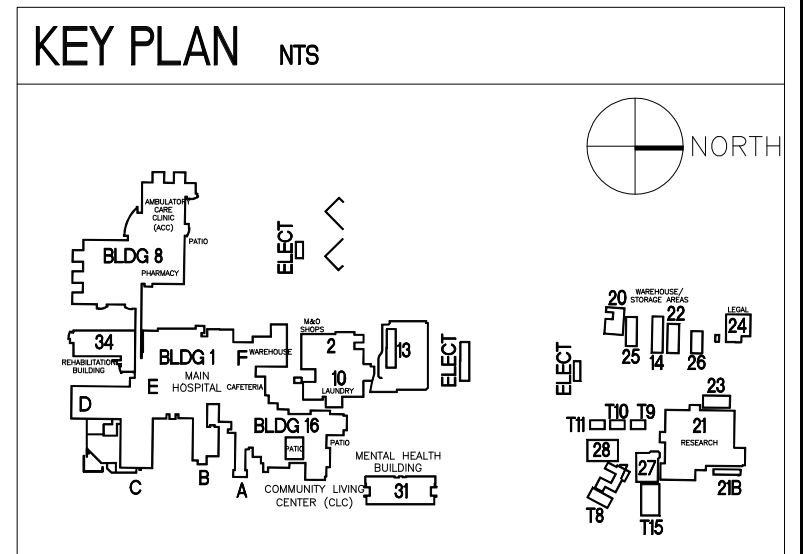 KEY PLAN NTS
NORTH
AMBULATORY
CARE
CLINIC
(ACC)
PATIO
BLDG 8
PHARMACY
ELECT
34
REHABILITATION
BUILDING
BLDG 1
MAIN
HOSPITAL
F WAREHOUSE
CAFETERIA
E
D
C
B
A
M&O
SHOPS
2
10
LAUNDRY
13
ELECT
BLDG 16
PATIO
PATIO
COMMUNITY LIVING
CENTER (CLC)
MENTAL HEALTH
BUILDING
31
ELECT
WAREHOUSE/
STORAGE AREAS
20
22
25
14
26
LEGAL
24
23
T11
T10
T9
21
RESEARCH
28
27
21B
T8
T15